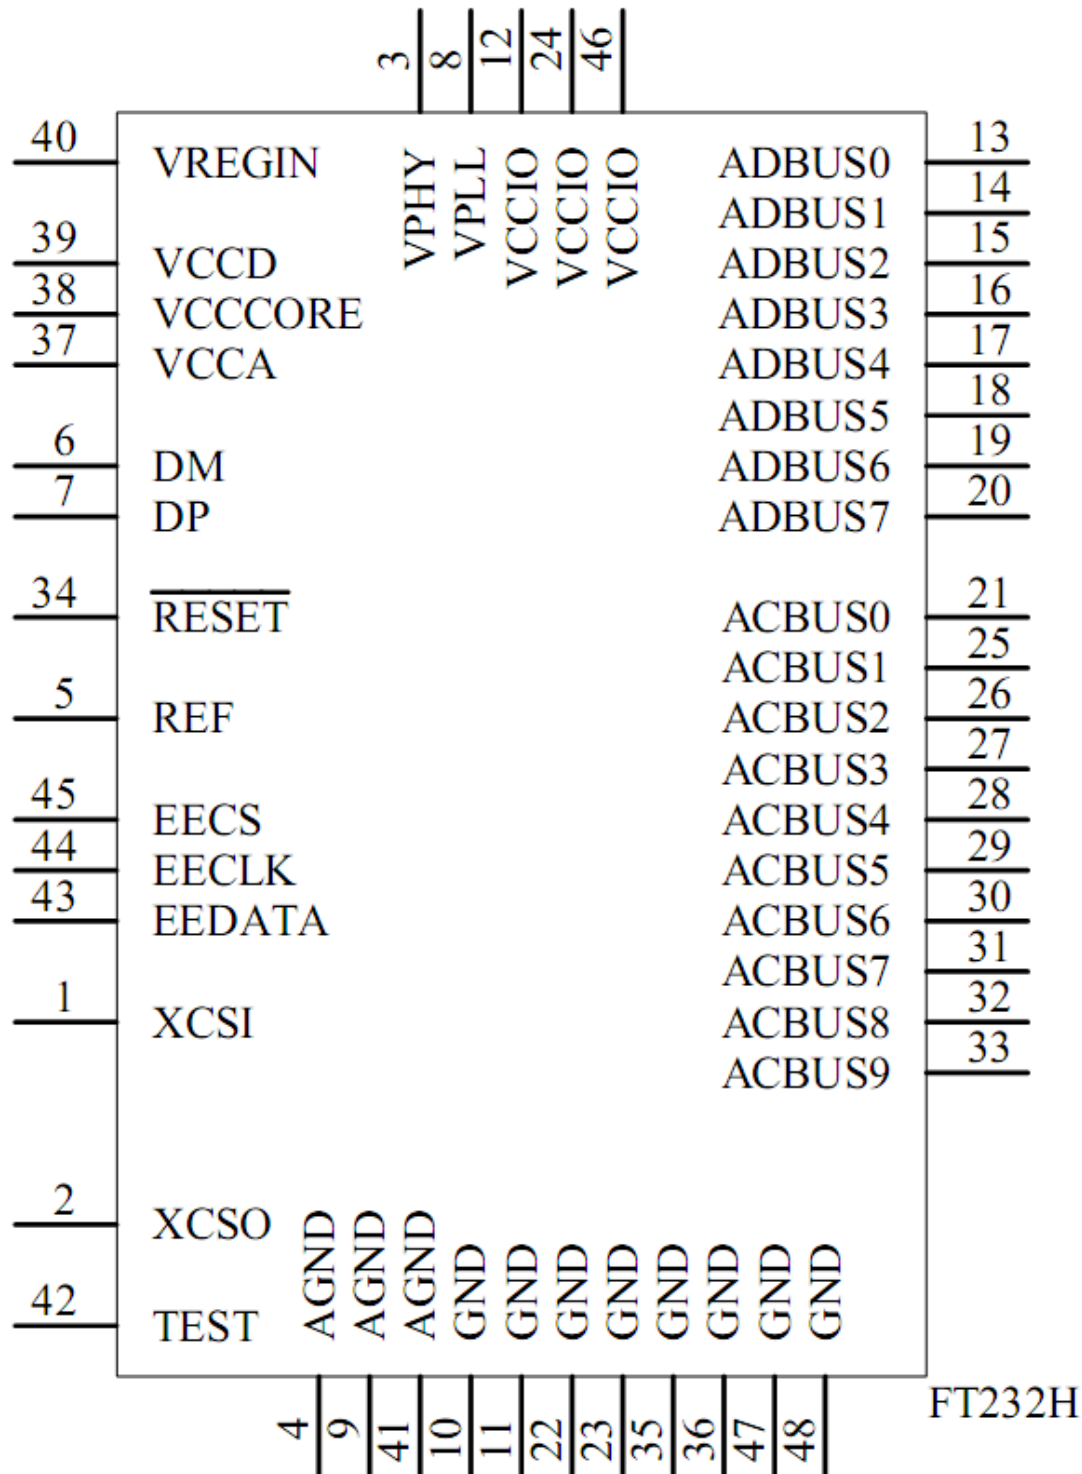 3 8 12 24 46
VPHY VPLL VCCIO VCCIO VCCIO
40 VREGIN ADBUS0 13
ADBUS1 14
39 VCCD ADBUS2 15
38 VCCCORE ADBUS3 16
37 VCCA ADBUS4 17
ADBUS5 18
6 DM ADBUS6 19
7 DP ADBUS7 20
34 RESET ACBUS0 21
ACBUS1 25
5 REF ACBUS2 26
ACBUS3 27
45 EECS ACBUS4 28
44 EECLK ACBUS5 29
43 EEDATA ACBUS6 30
ACBUS7 31
1 XCSI ACBUS8 32
ACBUS9 33
2 XCSO
42 TEST
AGND AGND AGND GND GND GND GND GND GND GND GND
4 9 41 10 11 22 23 35 36 47 48
FT232H